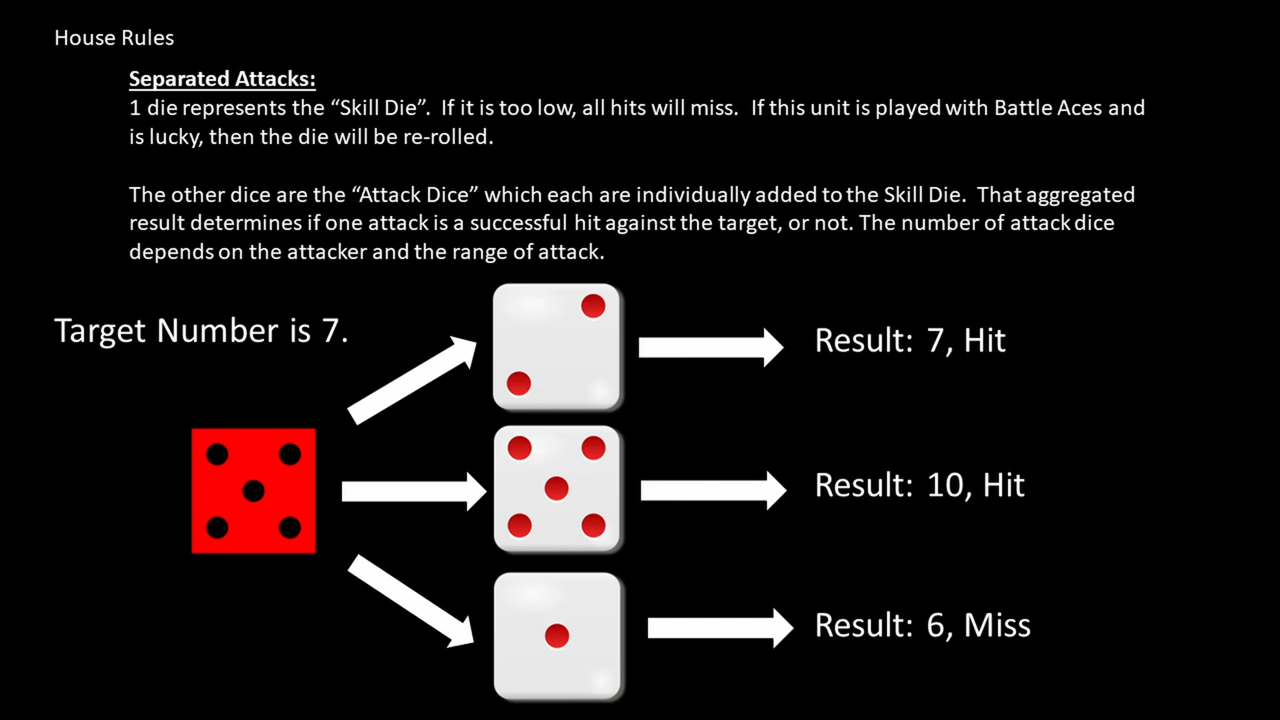 House Rules
Separated Attacks:
1 die represents the “Skill Die”.  If it is too low, all hits will miss.  If this unit is played with Battle Aces and
is lucky, then the die will be re-rolled.
The other dice are the “Attack Dice” which each are individually added to the Skill Die.  That aggregated
result determines if one attack is a successful hit against the target, or not. The number of attack dice
depends on the attacker and the range of attack.
Target Number is 7.
Result: 7, Hit
Result: 10, Hit
Result: 6, Miss